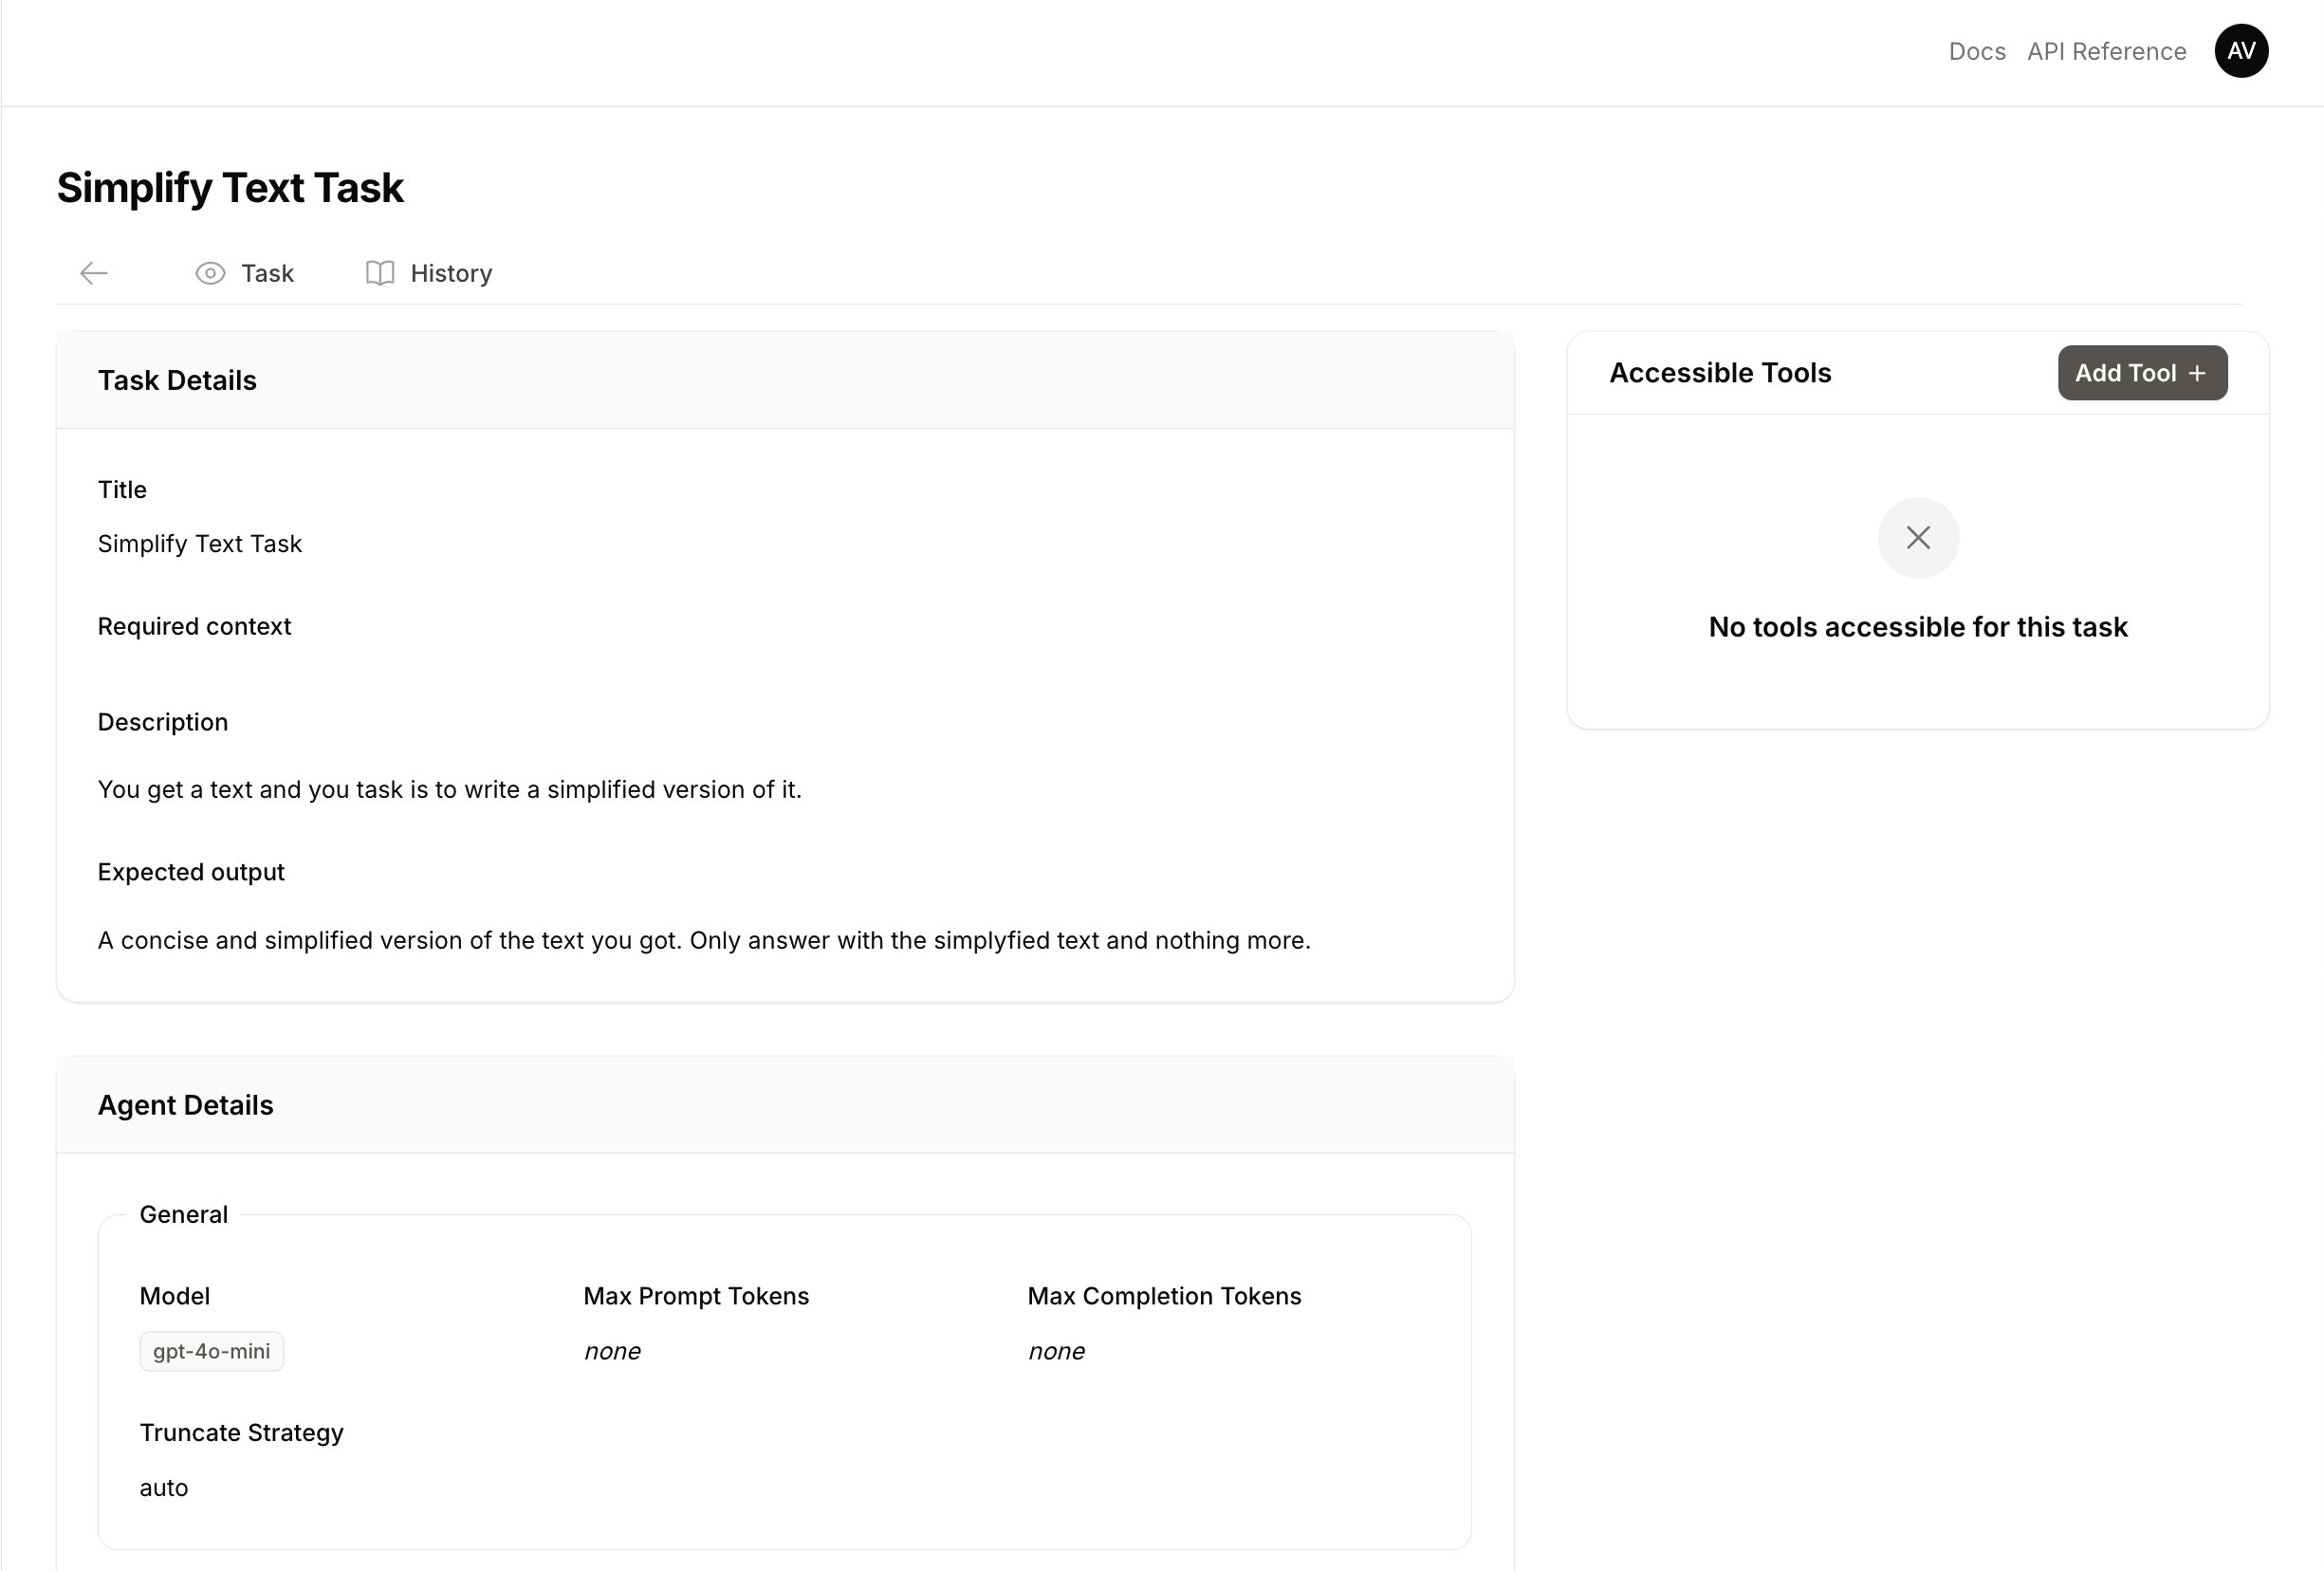 Docs API Reference AV
Simplify Text Task
Task History
Task Details
Title
Simplify Text Task
Required context
Description
You get a text and you task is to write a simplified version of it.
Expected output
A concise and simplified version of the text you got. Only answer with the simplyfied text and nothing more.
Accessible Tools Add Tool +
No tools accessible for this task
Agent Details
General
Model Max Prompt Tokens Max Completion Tokens
gpt-4o-mini none none
Truncate Strategy
auto